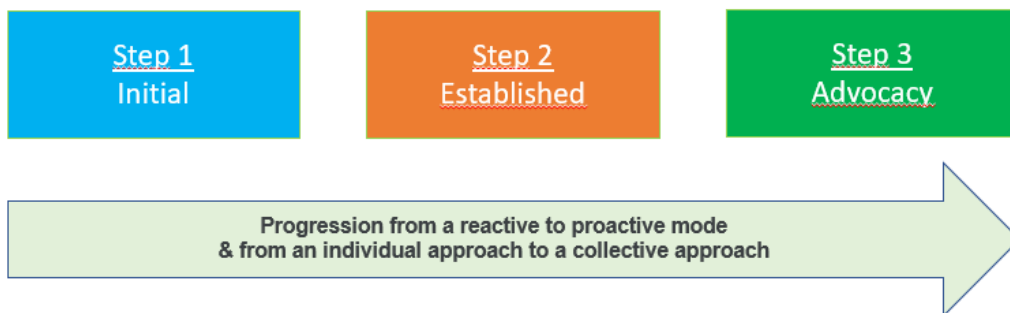 Step 1
Initial
Step 2
Established
Step 3
Advocacy
Progression from a reactive to proactive mode
& from an individual approach to a collective approach